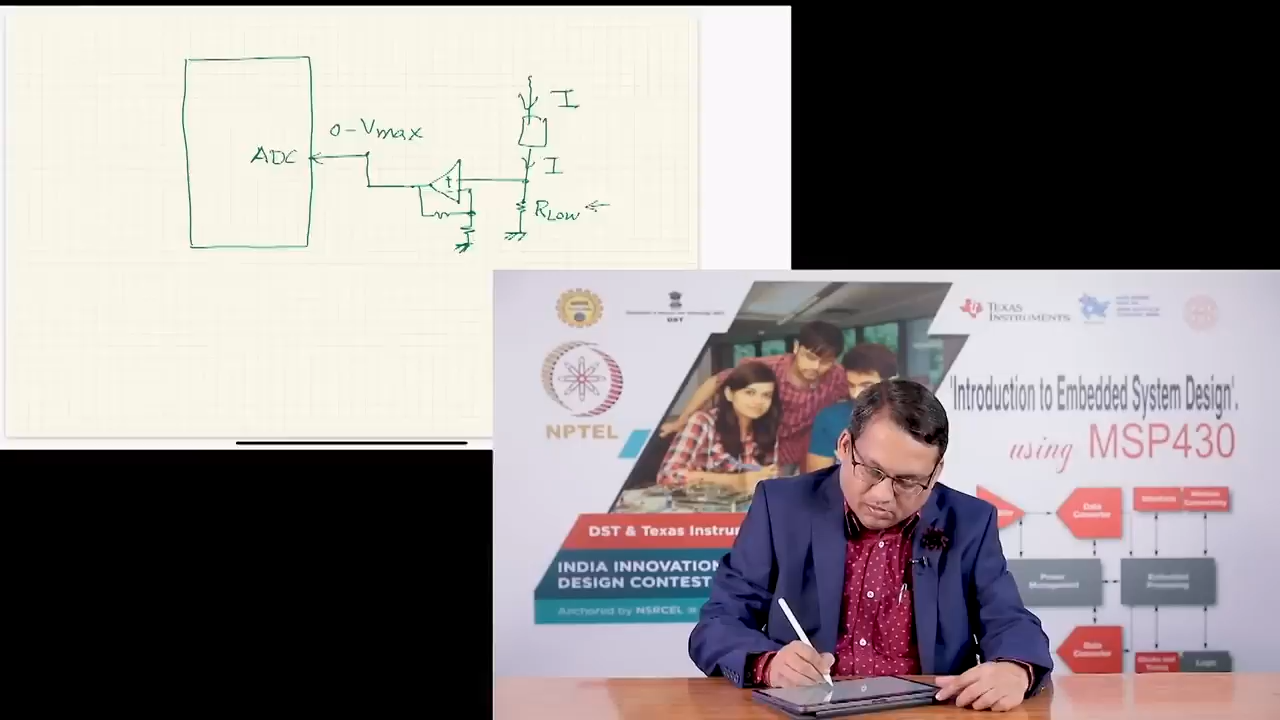 I
0-Vmax
ADC
I
+
-
RLow
DST
TEXAS
INSTRUMENTS
NPTEL
'Introduction to Embedded System Design'.
using MSP430
Data
Converter
DST & Texas Instrum
INDIA INNOVATION
DESIGN CONTEST
Anchored by NSRCEL
Power
Management
Embedded
Processing
Data
Converter
Logic